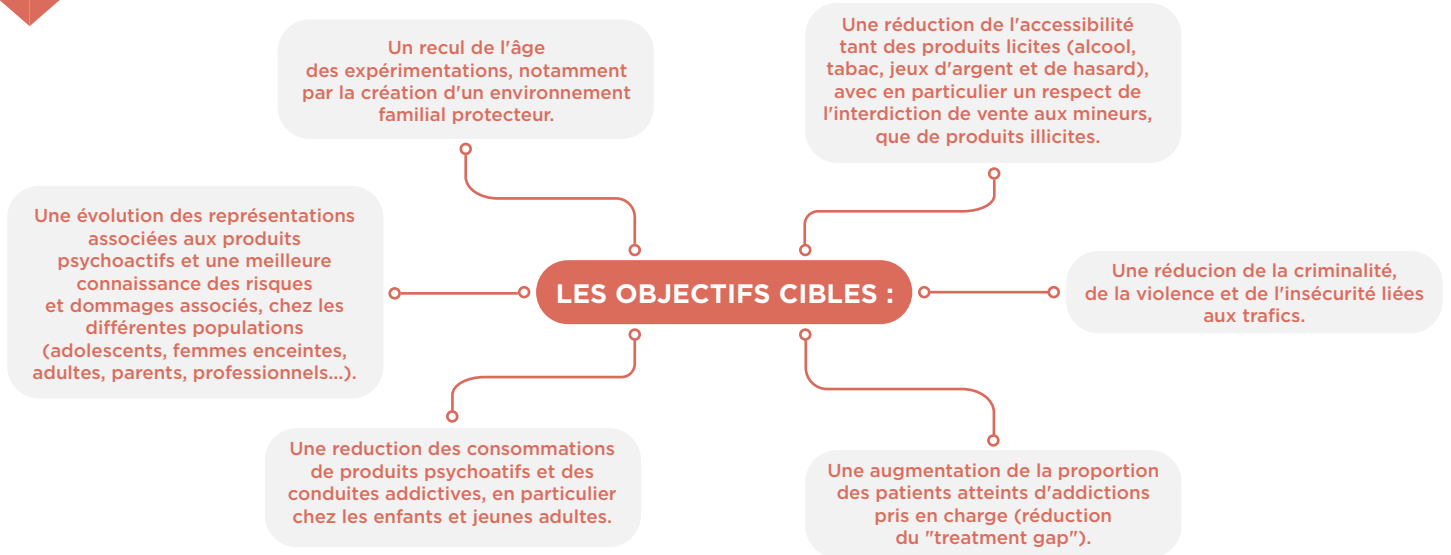 Un recul de l'âge
des expérimentations, notamment
par la création d'un environnement
familial protecteur.
Une réduction de l'accessibilité
tant des produits licites (alcool,
tabac, jeux d'argent et de hasard),
avec en particulier un respect de
l'interdiction de vente aux mineurs,
que de produits illicites.
Une évolution des représentations
associées aux produits
psychoactifs et une meilleure
connaissance des risques
et dommages associés, chez les
différentes populations
(adolescents, femmes enceintes,
adultes, parents, professionnels...).
LES OBJECTIFS CIBLES :
Une réducion de la criminalité,
de la violence et de l'insécurité liées
aux trafics.
Une reduction des consommations
de produits psychoatifs et des
conduites addictives, en particulier
chez les enfants et jeunes adultes.
Une augmentation de la proportion
des patients atteints d'addictions
pris en charge (réduction
du "treatment gap").